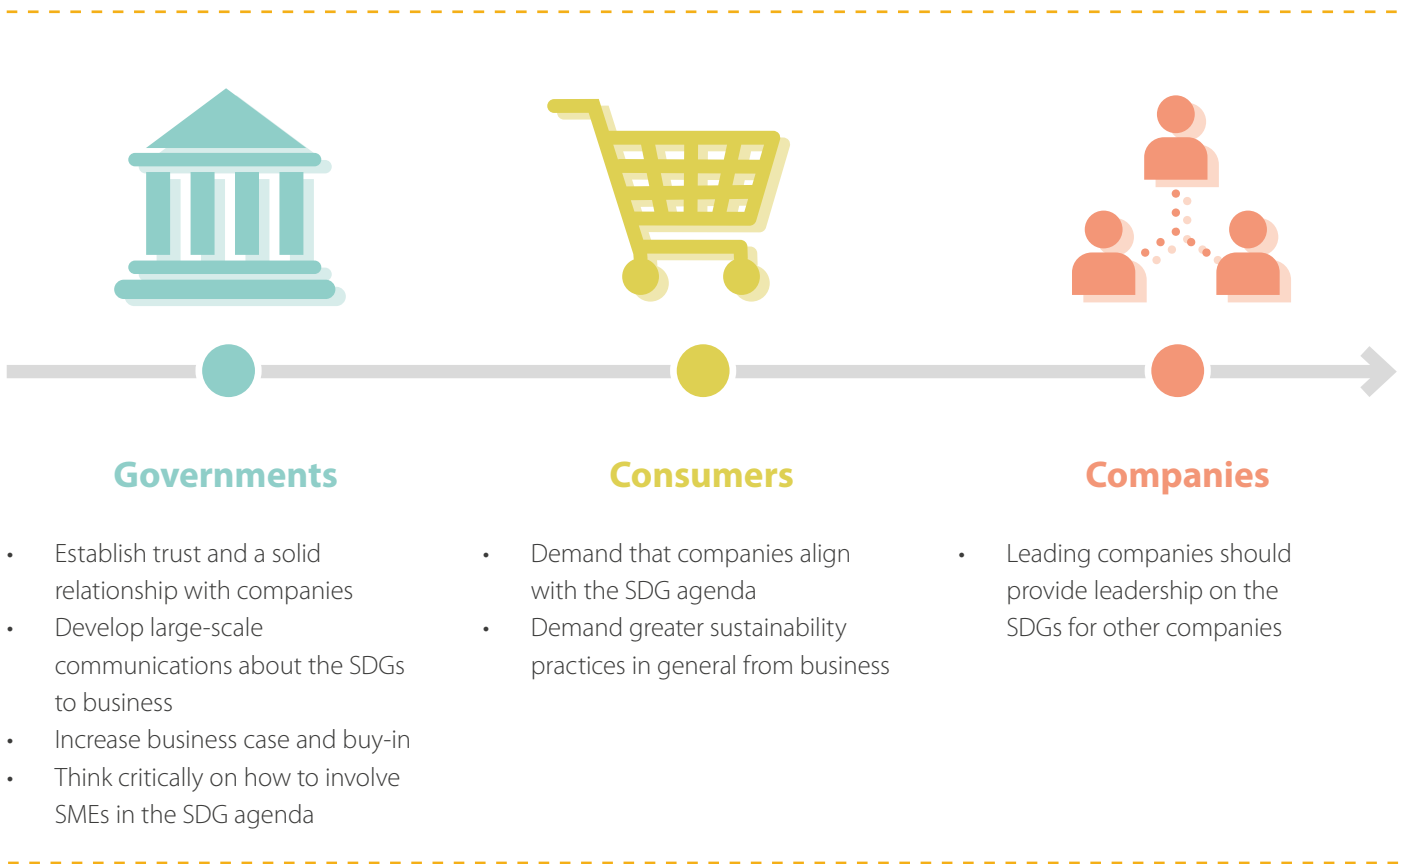 Governments
• Establish trust and a solid
relationship with companies
• Develop large-scale
communications about the SDGs
to business
• Increase business case and buy-in
• Think critically on how to involve
SMEs in the SDG agenda
Consumers
• Demand that companies align
with the SDG agenda
• Demand greater sustainability
practices in general from business
Companies
• Leading companies should
provide leadership on the
SDGs for other companies